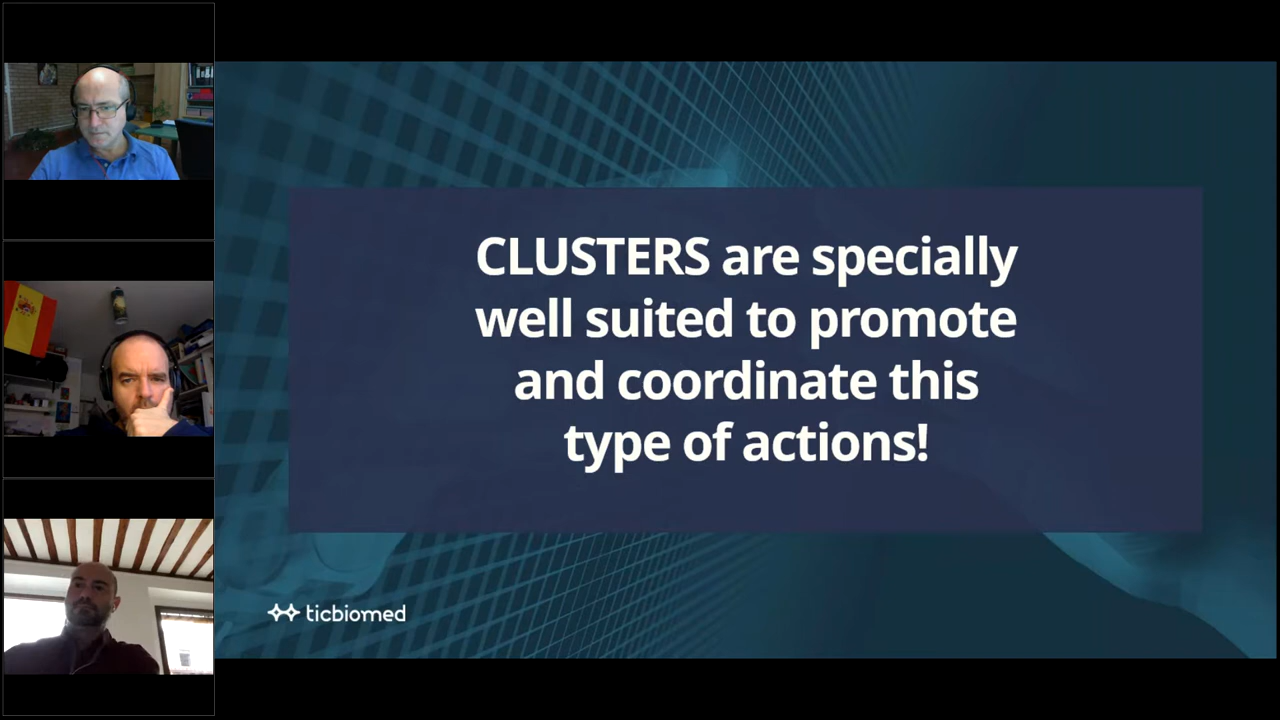 CLUSTERS are specially
well suited to promote
and coordinate this
type of actions!
ticbiomed